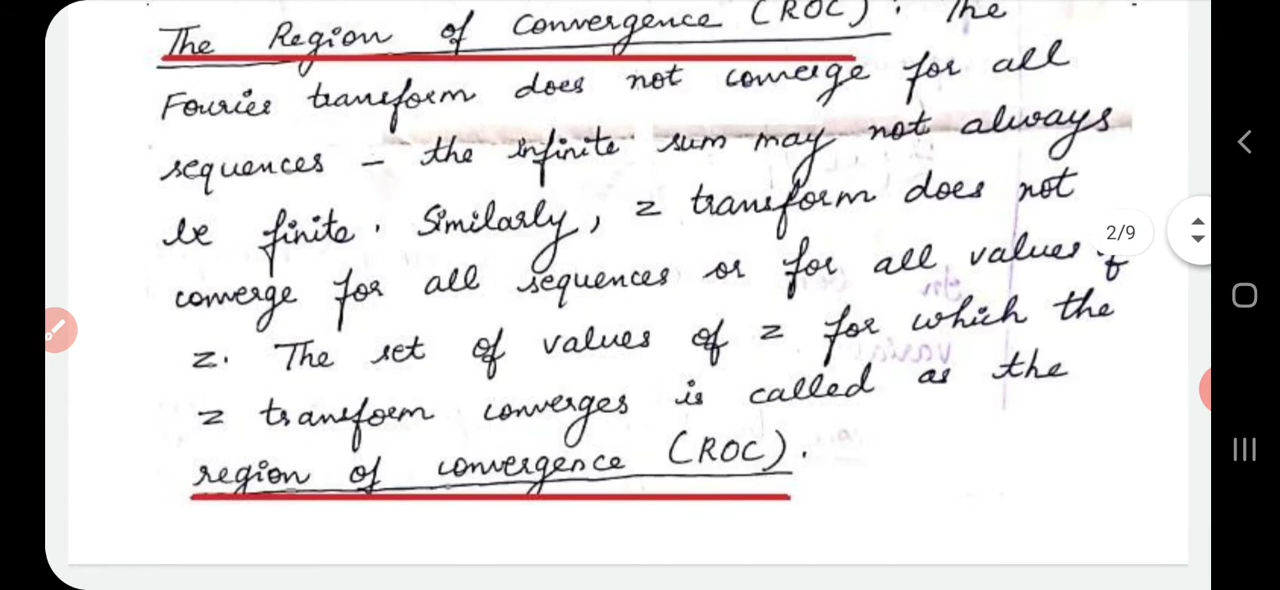 The Region of Convergence (ROC). The
Fourier transform does not converge for all
sequences – the infinite sum may not always
be finite. Similarly, z transform does not
converge for all sequences or for all values of
z. The set of values of z for which the
z transform converges is called as the
region of convergence (ROC).
2/9